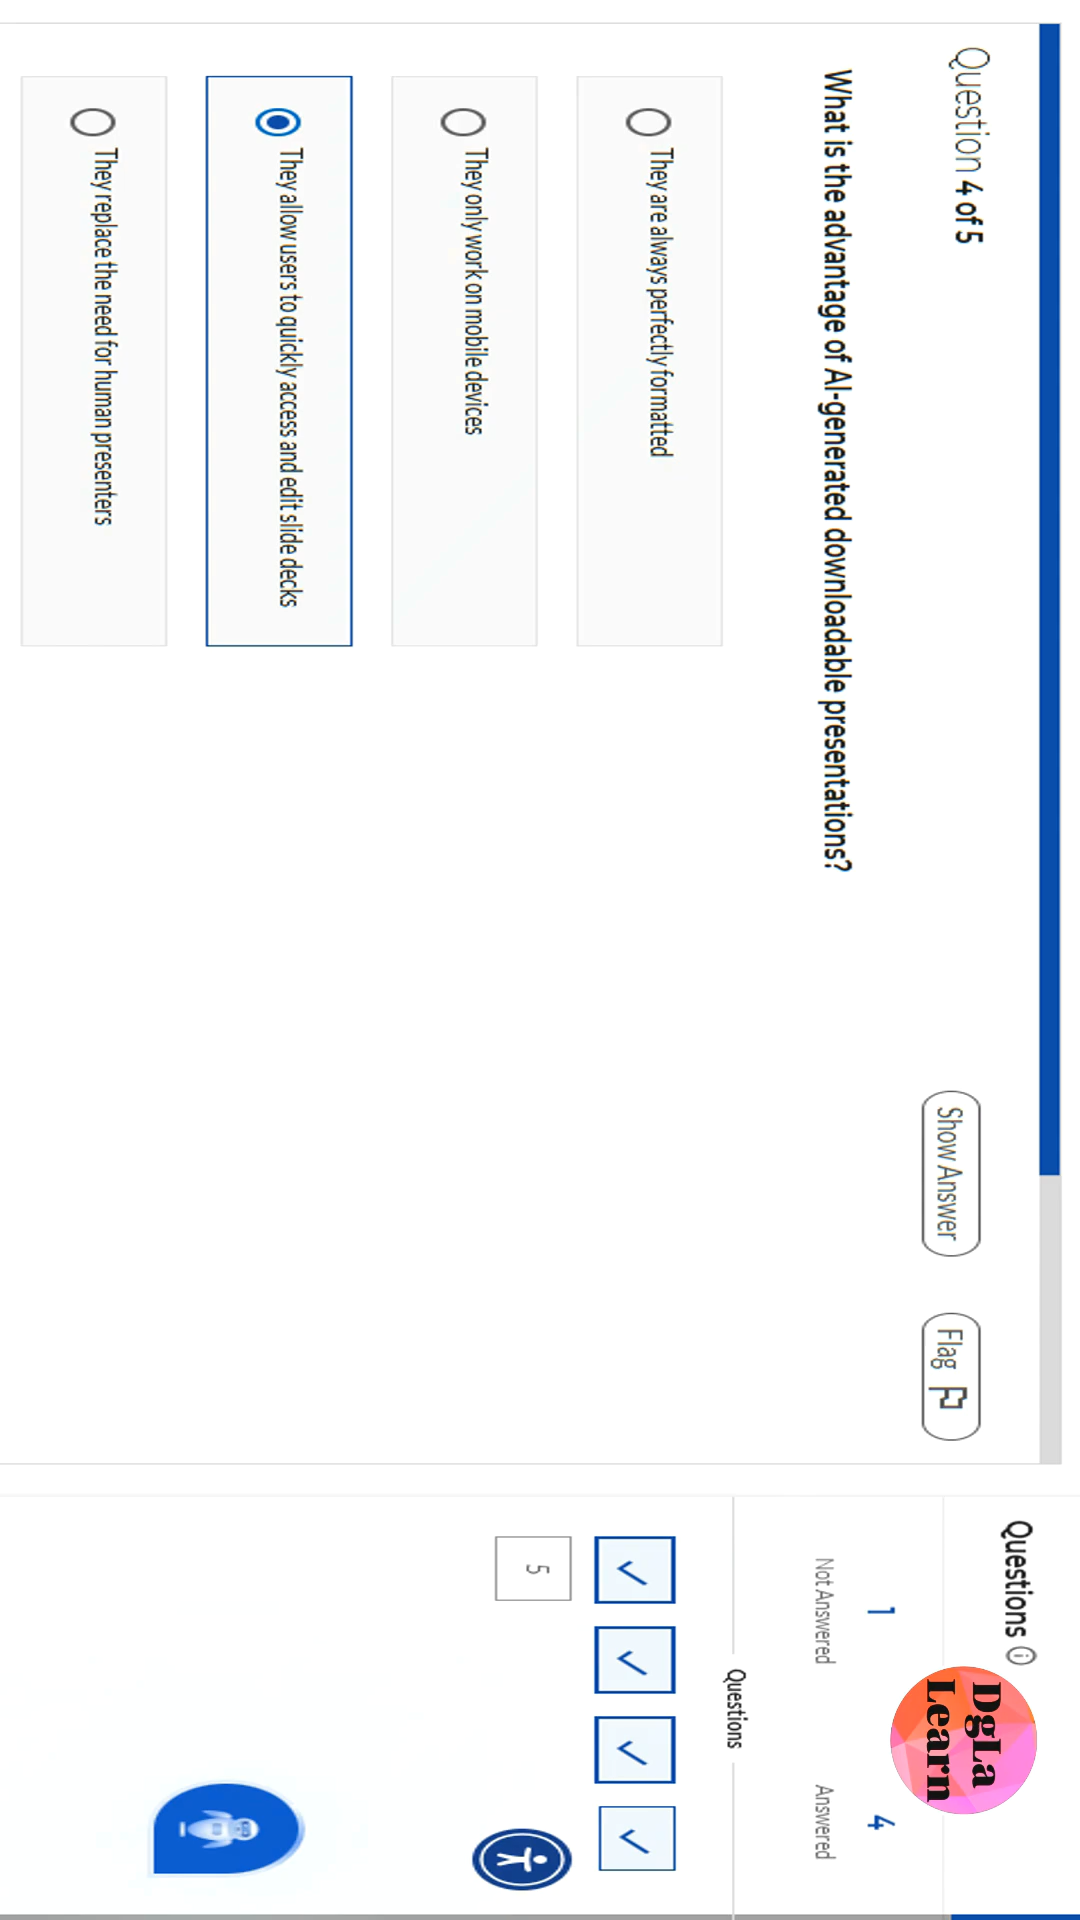 Question 4 of 5
Show Answer
Flag
What is the advantage of AI-generated downloadable presentations?
They are always perfectly formatted
They only work on mobile devices
They allow users to quickly access and edit slide decks
They replace the need for human presenters
Questions
DgLa
Learn
1
4
Not Answered
Answered
Questions
5